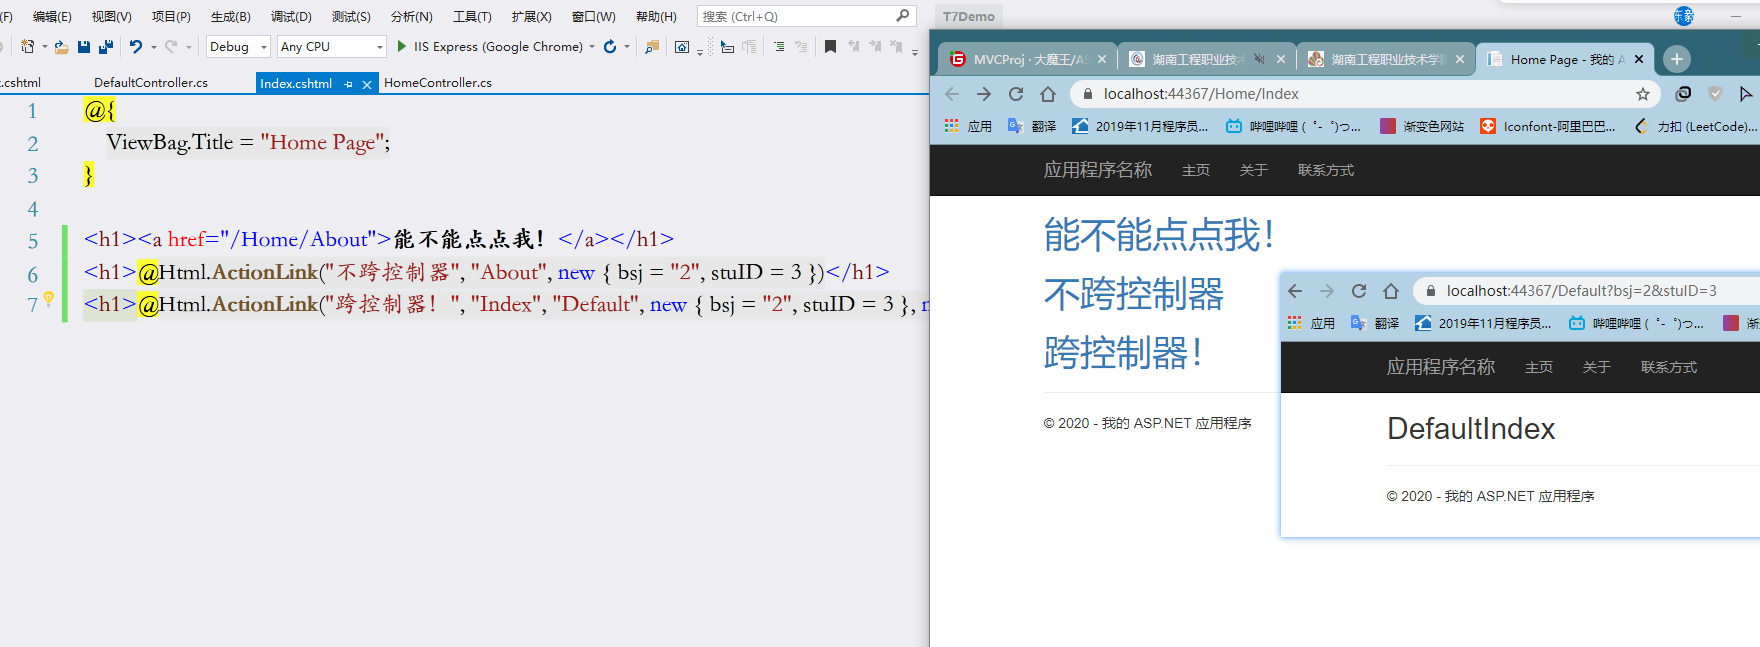 (F) 编辑(E) 视图(V) 项目(P) 生成(B) 调试(D) 测试(S) 分析(N) 工具(T) 扩展(X) 窗口(W) 帮助(H) 搜索 (Ctrl+Q) T7Demo
Debug Any CPU IIS Express (Google Chrome)
.cshtml DefaultController.cs Index.cshtml HomeController.cs
1 @{
2 ViewBag.Title = "Home Page";
3 }
4
5 <h1><a href="/Home/About">能不能点点我！</a></h1>
6 <h1>@Html.ActionLink("不跨控制器", "About", new { bsj = "2", stuID = 3 })</h1>
7 <h1>@Html.ActionLink("跨控制器！", "Index", "Default", new { bsj = "2", stuID = 3 }, n
MVCProj · 大魔王/A 湖南工程职业技术 湖南工程职业技术学 Home Page - 我的 A
localhost:44367/Home/Index
应用 翻译 2019年11月程序员... 哔哩哔哩 (゜-゜)つ... 渐变色网站 Iconfont-阿里巴巴... 力扣 (LeetCode)...
应用程序名称 主页 关于 联系方式
能不能点点我！
不跨控制器
跨控制器！
© 2020 - 我的 ASP.NET 应用程序
localhost:44367/Default?bsj=2&stuID=3
应用 翻译 2019年11月程序员... 哔哩哔哩 (゜-゜)つ... 渐
应用程序名称 主页 关于 联系方式
DefaultIndex
© 2020 - 我的 ASP.NET 应用程序